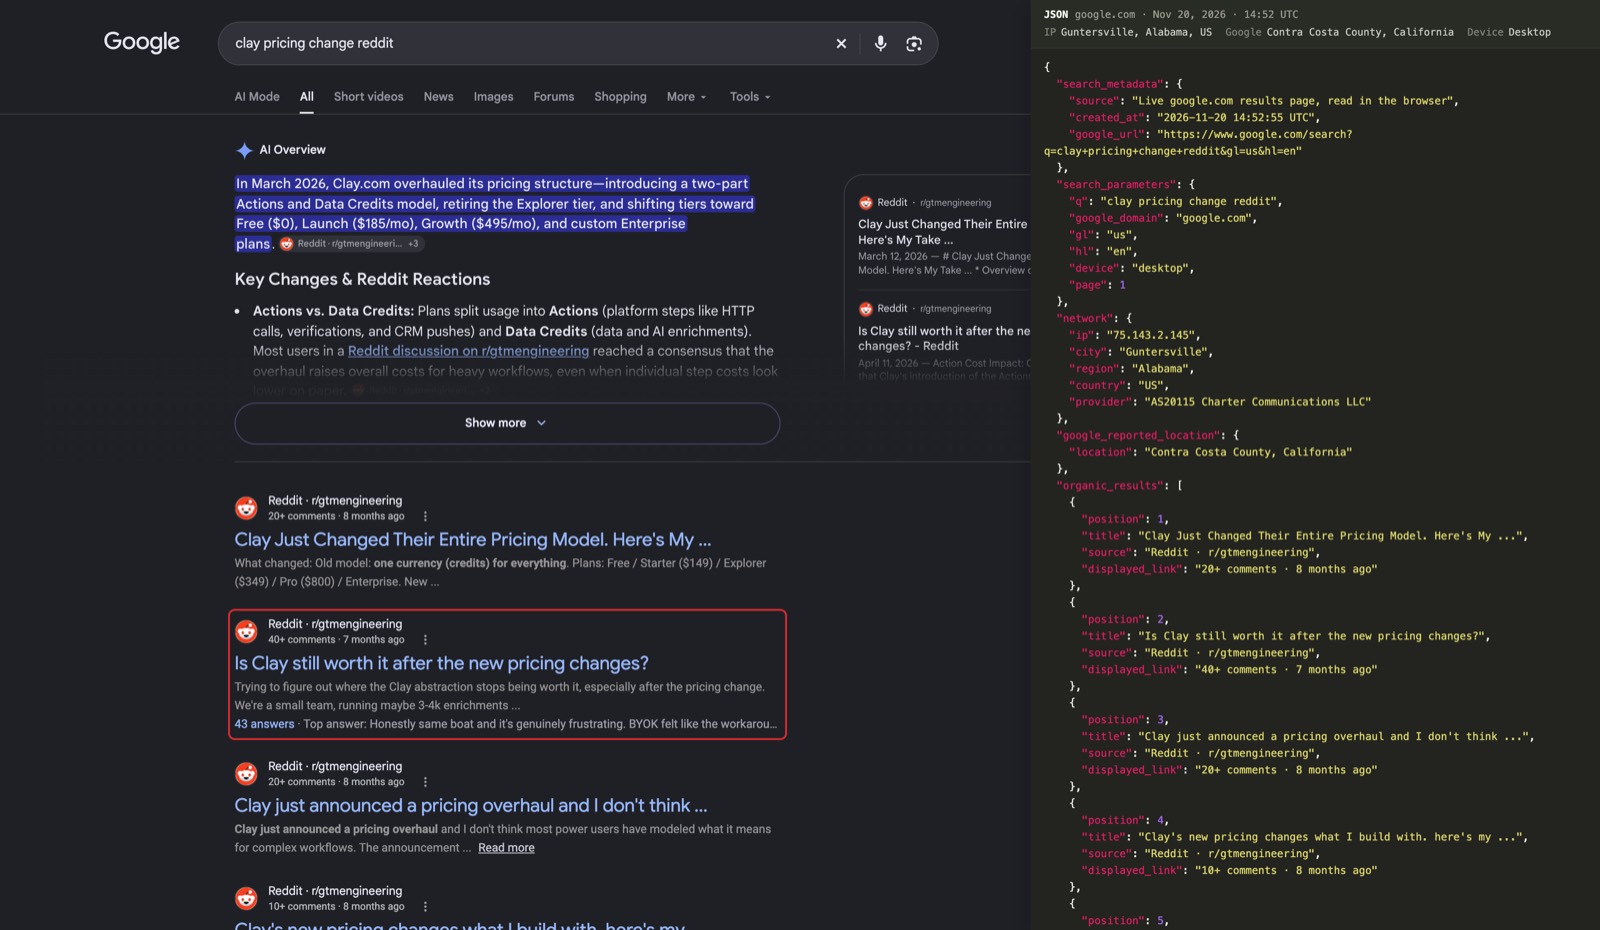 Google
clay pricing change reddit
AI Mode
All
Short videos
News
Images
Forums
Shopping
More
Tools
AI Overview
In March 2026, Clay.com overhauled its pricing structure—introducing a two-part
Actions and Data Credits model, retiring the Explorer tier, and shifting tiers toward
Free ($0), Launch ($185/mo), Growth ($495/mo), and custom Enterprise
plans. Reddit · r/gtmengineeri... +3
Key Changes & Reddit Reactions
• Actions vs. Data Credits: Plans split usage into Actions (platform steps like HTTP
calls, verifications, and CRM pushes) and Data Credits (data and AI enrichments).
Most users in a Reddit discussion on r/gtmengineering reached a consensus that the
overhaul raises overall costs for heavy workflows, even when individual step costs look
lower on paper.
Show more
Reddit · r/gtmengineering
Clay Just Changed Their Entire
Here's My Take ...
March 12, 2026 — # Clay Just Change
Model. Here's My Take ... * Overview
Reddit · r/gtmengineering
Is Clay still worth it after the ne
changes? - Reddit
April 11, 2026 — Action Cost Impact:
that Clay's introduction of the Actions
Reddit · r/gtmengineering
20+ comments · 8 months ago
Clay Just Changed Their Entire Pricing Model. Here's My ...
What changed: Old model: one currency (credits) for everything. Plans: Free / Starter ($149) / Explorer
($349) / Pro ($800) / Enterprise. New ...
Reddit · r/gtmengineering
40+ comments · 7 months ago
Is Clay still worth it after the new pricing changes?
Trying to figure out where the Clay abstraction stops being worth it, especially after the pricing change.
We're a small team, running maybe 3-4k enrichments ...
43 answers · Top answer: Honestly same boat and it's genuinely frustrating. BYOK felt like the workarou...
Reddit · r/gtmengineering
20+ comments · 8 months ago
Clay just announced a pricing overhaul and I don't think ...
Clay just announced a pricing overhaul and I don't think most power users have modeled what it means
for complex workflows. The announcement ... Read more
Reddit · r/gtmengineering
10+ comments · 8 months ago
Clay's new pricing changes what I build with. here's my ...
JSON google.com · Nov 20, 2026 · 14:52 UTC
IP Guntersville, Alabama, US Google Contra Costa County, California Device Desktop
{
"search_metadata": {
"source": "Live google.com results page, read in the browser",
"created_at": "2026-11-20 14:52:55 UTC",
"google_url": "https://www.google.com/search?
q=clay+pricing+change+reddit&gl=us&hl=en"
},
"search_parameters": {
"q": "clay pricing change reddit",
"google_domain": "google.com",
"gl": "us",
"hl": "en",
"device": "desktop",
"page": 1
},
"network": {
"ip": "75.143.2.145",
"city": "Guntersville",
"region": "Alabama",
"country": "US",
"provider": "AS20115 Charter Communications LLC"
},
"google_reported_location": {
"location": "Contra Costa County, California"
},
"organic_results": [
{
"position": 1,
"title": "Clay Just Changed Their Entire Pricing Model. Here's My ...",
"source": "Reddit · r/gtmengineering",
"displayed_link": "20+ comments · 8 months ago"
},
{
"position": 2,
"title": "Is Clay still worth it after the new pricing changes?",
"source": "Reddit · r/gtmengineering",
"displayed_link": "40+ comments · 7 months ago"
},
{
"position": 3,
"title": "Clay just announced a pricing overhaul and I don't think ...",
"source": "Reddit · r/gtmengineering",
"displayed_link": "20+ comments · 8 months ago"
},
{
"position": 4,
"title": "Clay's new pricing changes what I build with. here's my ...",
"source": "Reddit · r/gtmengineering",
"displayed_link": "10+ comments · 8 months ago"
},
{
"position": 5,